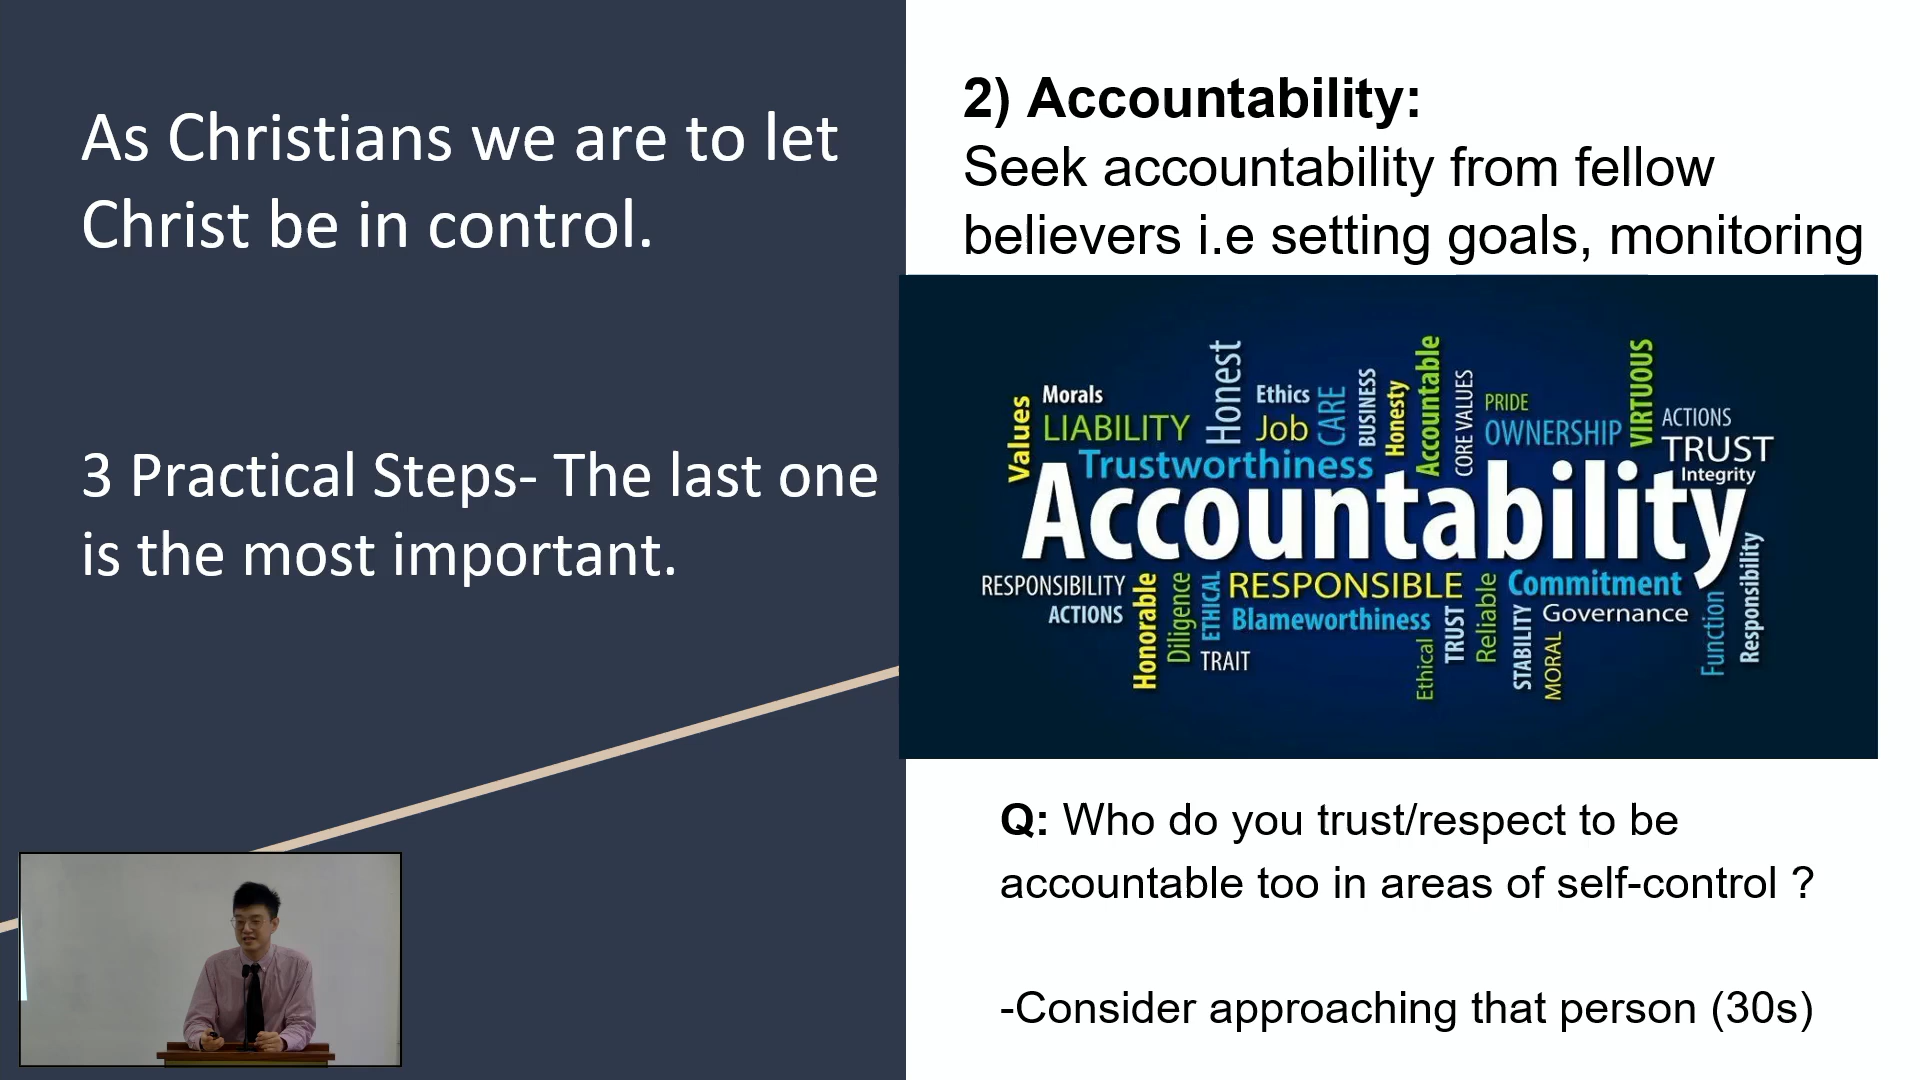 As Christians we are to let
Christ be in control.
3 Practical Steps- The last one
is the most important.
2) Accountability:
Seek accountability from fellow
believers i.e setting goals, monitoring
Values
Morals
LIABILITY
Trustworthiness
Honest
Ethics
Job
CARE
BUSINESS
Honesty
Accountable
CORE VALUES
PRIDE
OWNERSHIP
VIRTUOUS
ACTIONS
TRUST
Integrity
Accountability
RESPONSIBILITY
ACTIONS
Honorable
Diligence
ETHICAL
TRAIT
RESPONSIBLE
Blameworthiness
Ethical
TRUST
Reliable
STABILITY
MORAL
Commitment
Governance
Function
Responsibility
Q: Who do you trust/respect to be
accountable too in areas of self-control ?
-Consider approaching that person (30s)